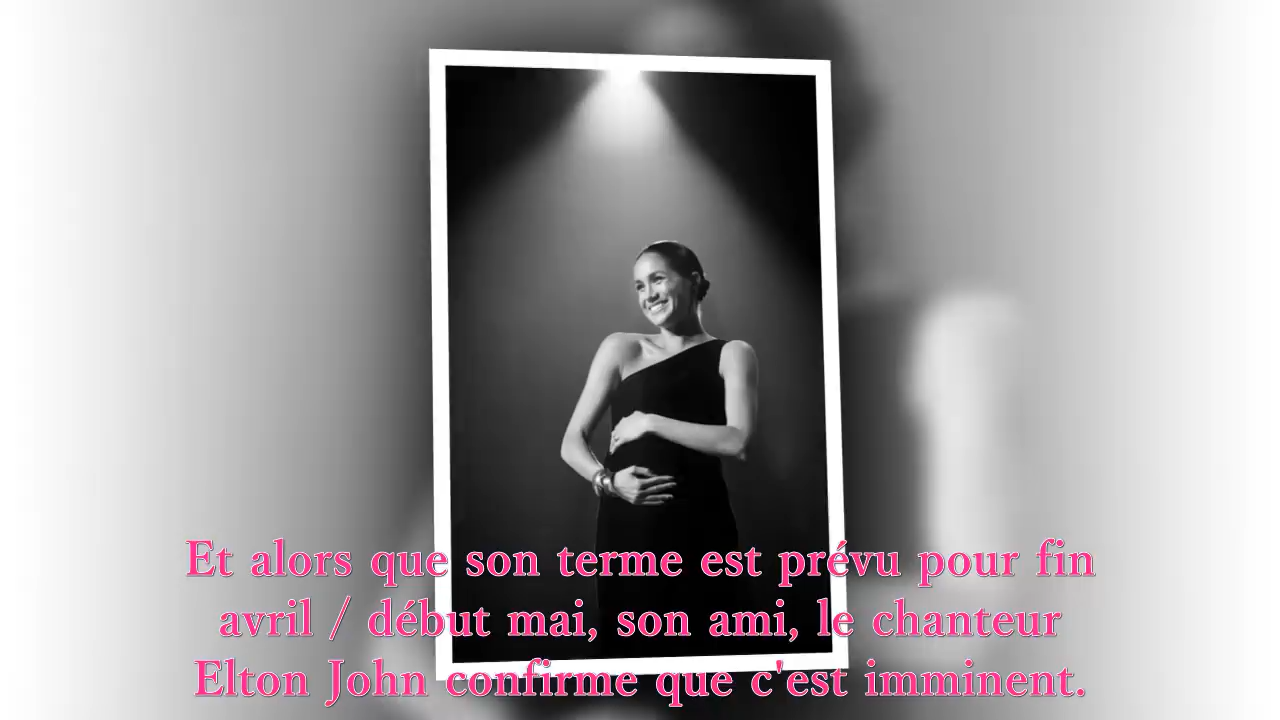 Et alors que son terme est prévu pour fin
avril / début mai, son ami, le chanteur
Elton John confirme que c'est imminent.